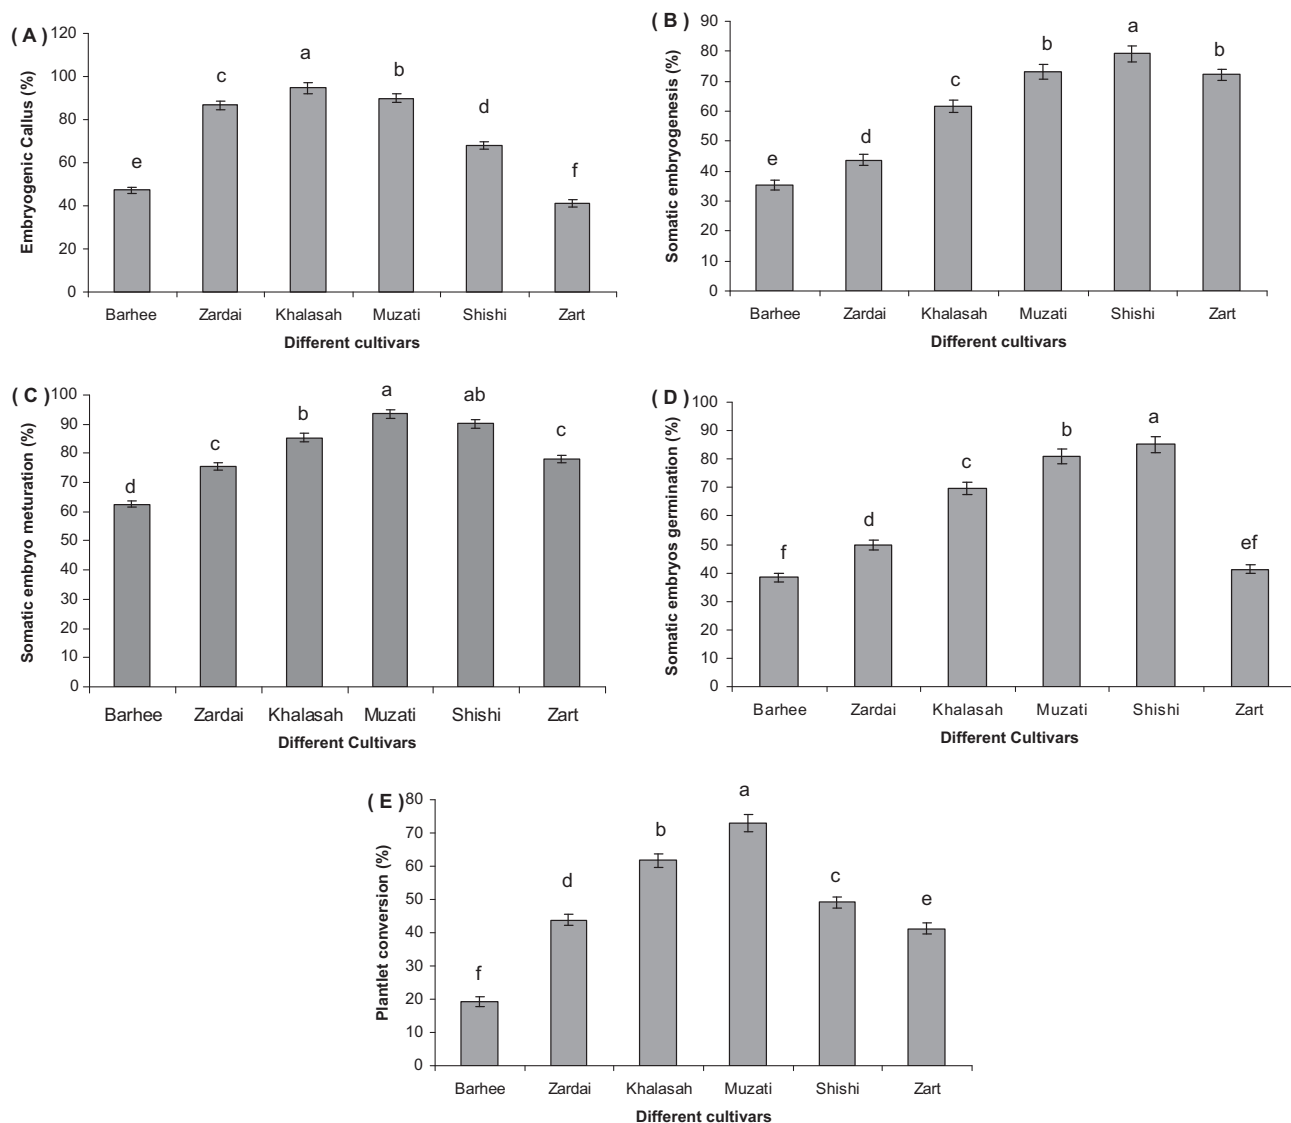 ( A )
Embryogenic Callus (%)
120
100
80
60
40
20
0
e
c
a
b
d
f
Barhee Zardai Khalasah Muzati Shishi Zart
Different cultivars
( B )
Somatic embryogenesis (%)
90
80
70
60
50
40
30
20
10
0
e
d
c
b
a
b
Barhee Zardai Khalasah Muzati Shishi Zart
Different cultivars
( C )
Somatic embryo meturation (%)
100
90
80
70
60
50
40
30
20
10
0
d
c
b
a
ab
c
Barhee Zardai Khalasah Muzati Shishi Zart
Different Cultivars
( D )
Somatic embryos germination (%)
100
90
80
70
60
50
40
30
20
10
0
f
d
c
b
a
ef
Barhee Zardai Khalasah Muzati Shishi Zart
Different Cultivars
( E )
Plantlet conversion (%)
80
70
60
50
40
30
20
10
0
f
d
b
a
c
e
Barhee Zardai Khalasah Muzati Shishi Zart
Different cultivars